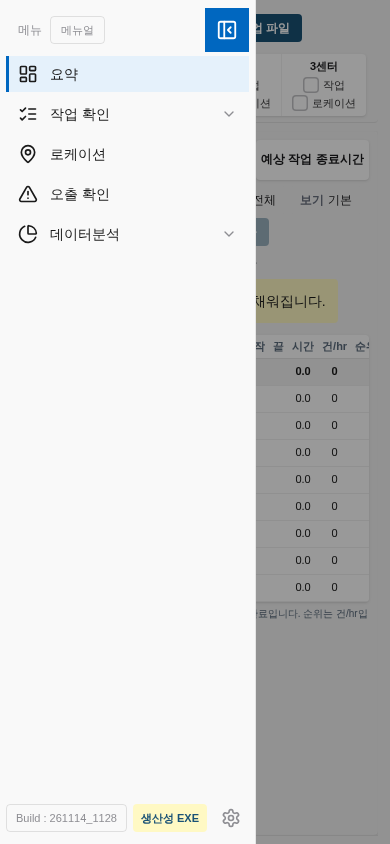 메뉴 메뉴얼
요약
작업 확인
로케이션
오출 확인
데이터분석
Build : 261114_1128 생산성 EXE
업 파일
3센터
작업
로케이션
예상 작업 종료시간
전체 보기 기본
채워집니다.
작 끝 시간 건/hr
0.0 0
0.0 0
0.0 0
0.0 0
0.0 0
0.0 0
0.0 0
0.0 0
0.0 0
료입니다. 순위는 건/hr입